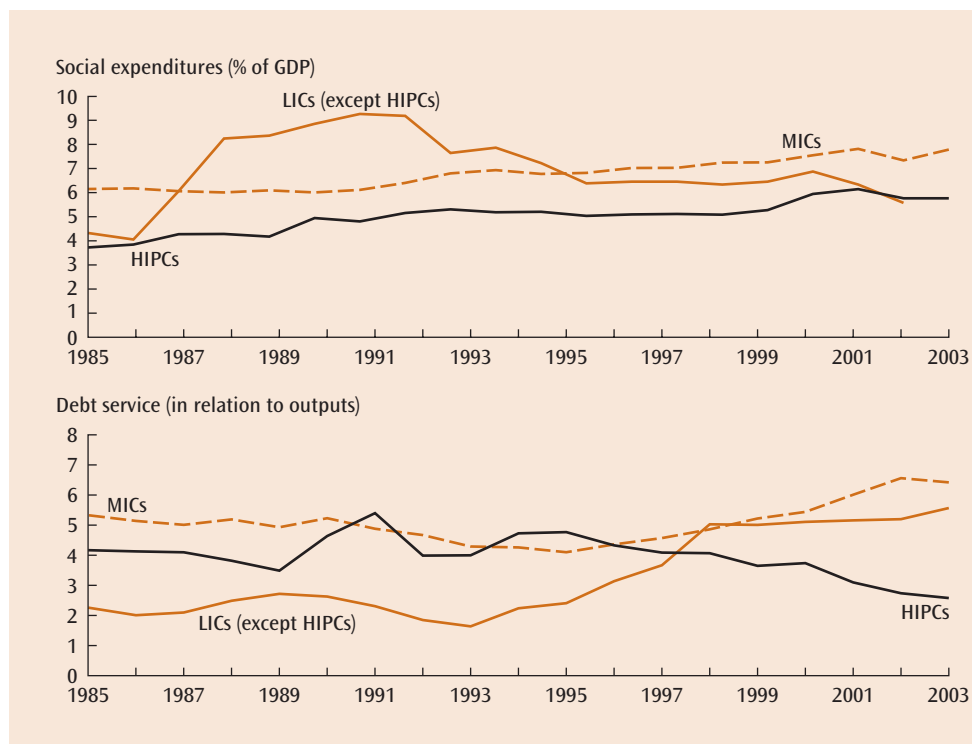 Social expenditures (% of GDP)
10
9
8
7
6
5
4
3
2
1
0
LICs (except HIPCs)
MICs
HIPCs
1985 1987 1989 1991 1993 1995 1997 1999 2001 2003
Debt service (in relation to outputs)
8
7
6
5
4
3
2
1
0
MICs
LICs (except HIPCs)
HIPCs
1985 1987 1989 1991 1993 1995 1997 1999 2001 2003